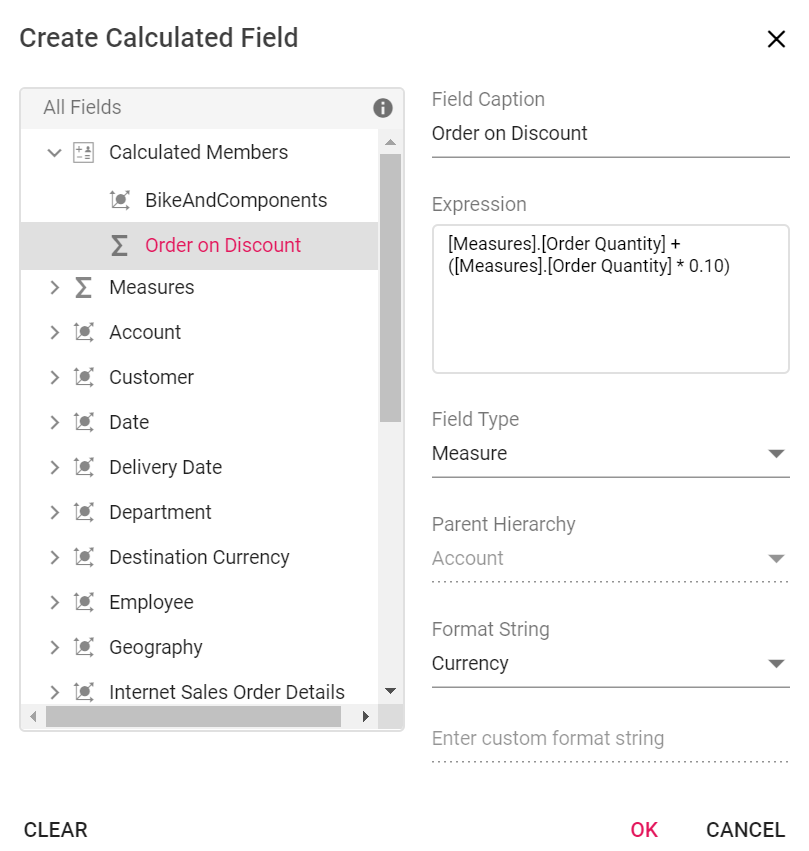 Create Calculated Field
All Fields
Calculated Members
BikeAndComponents
Order on Discount
Measures
Account
Customer
Date
Delivery Date
Department
Destination Currency
Employee
Geography
Internet Sales Order Details
Field Caption
Order on Discount
Expression
[Measures].[Order Quantity] +
([Measures].[Order Quantity] * 0.10)
Field Type
Measure
Parent Hierarchy
Account
Format String
Currency
Enter custom format string
CLEAR
OK
CANCEL